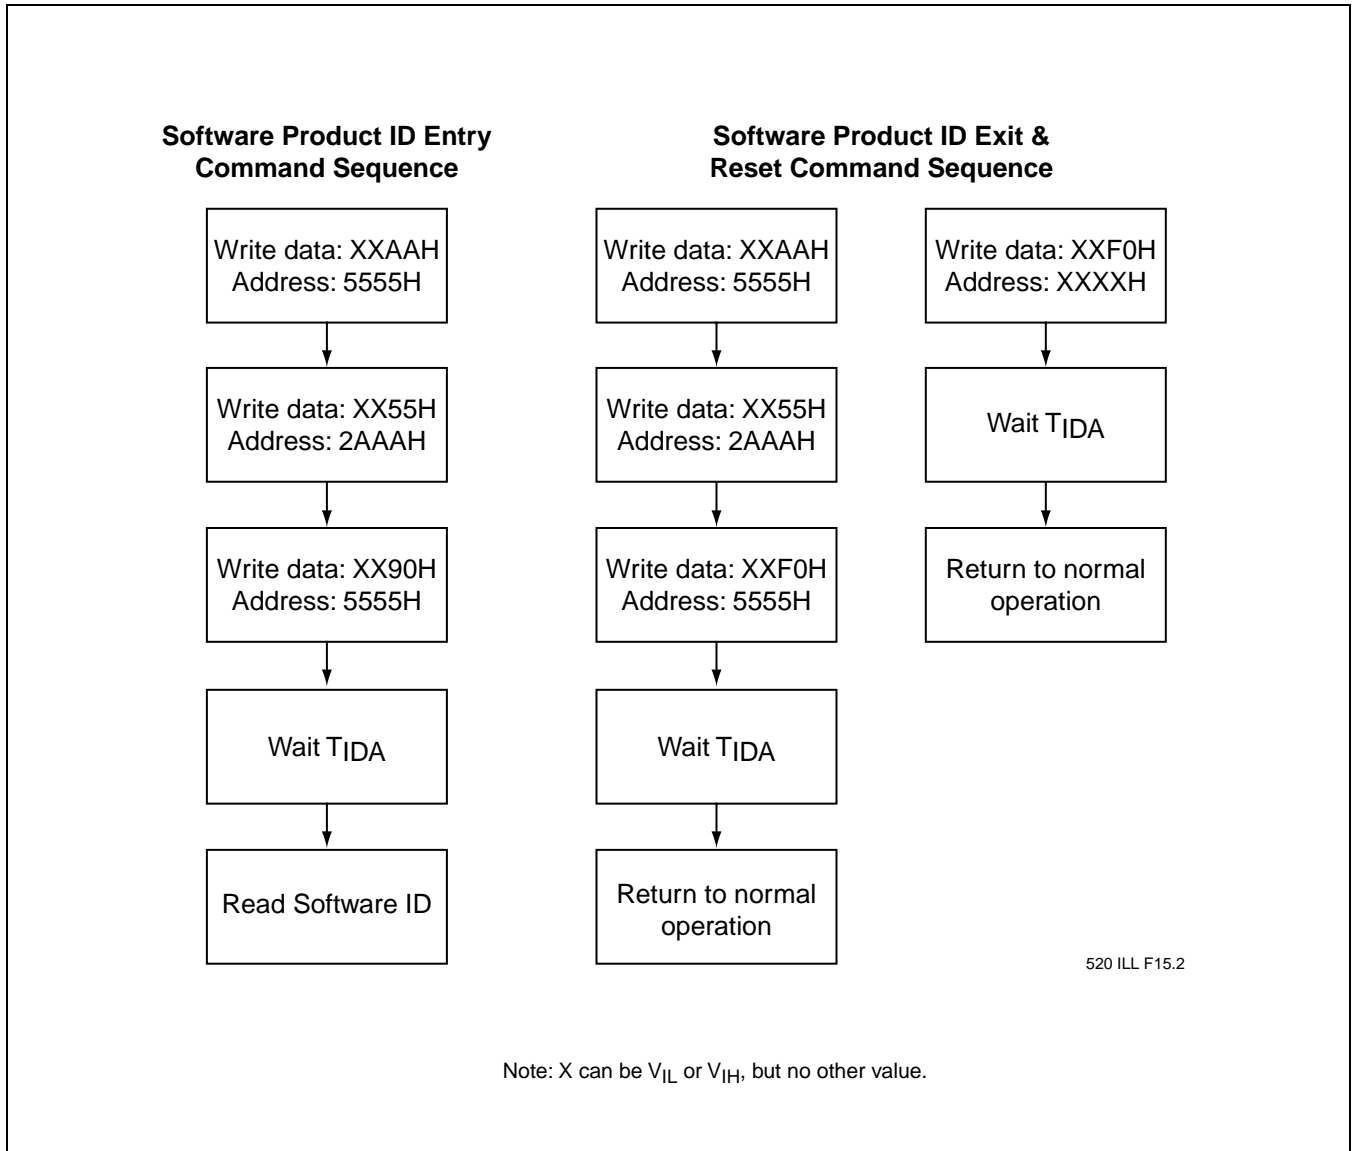 Software Product ID Entry
Command Sequence
Write data: XXAAH
Address: 5555H
Write data: XX55H
Address: 2AAAH
Write data: XX90H
Address: 5555H
Wait TIDA
Read Software ID
Software Product ID Exit &
Reset Command Sequence
Write data: XXAAH
Address: 5555H
Write data: XX55H
Address: 2AAAH
Write data: XXF0H
Address: 5555H
Wait TIDA
Return to normal
operation
Write data: XXF0H
Address: XXXXH
Wait TIDA
Return to normal
operation
520 ILL F15.2
Note: X can be VIL or VIH, but no other value.